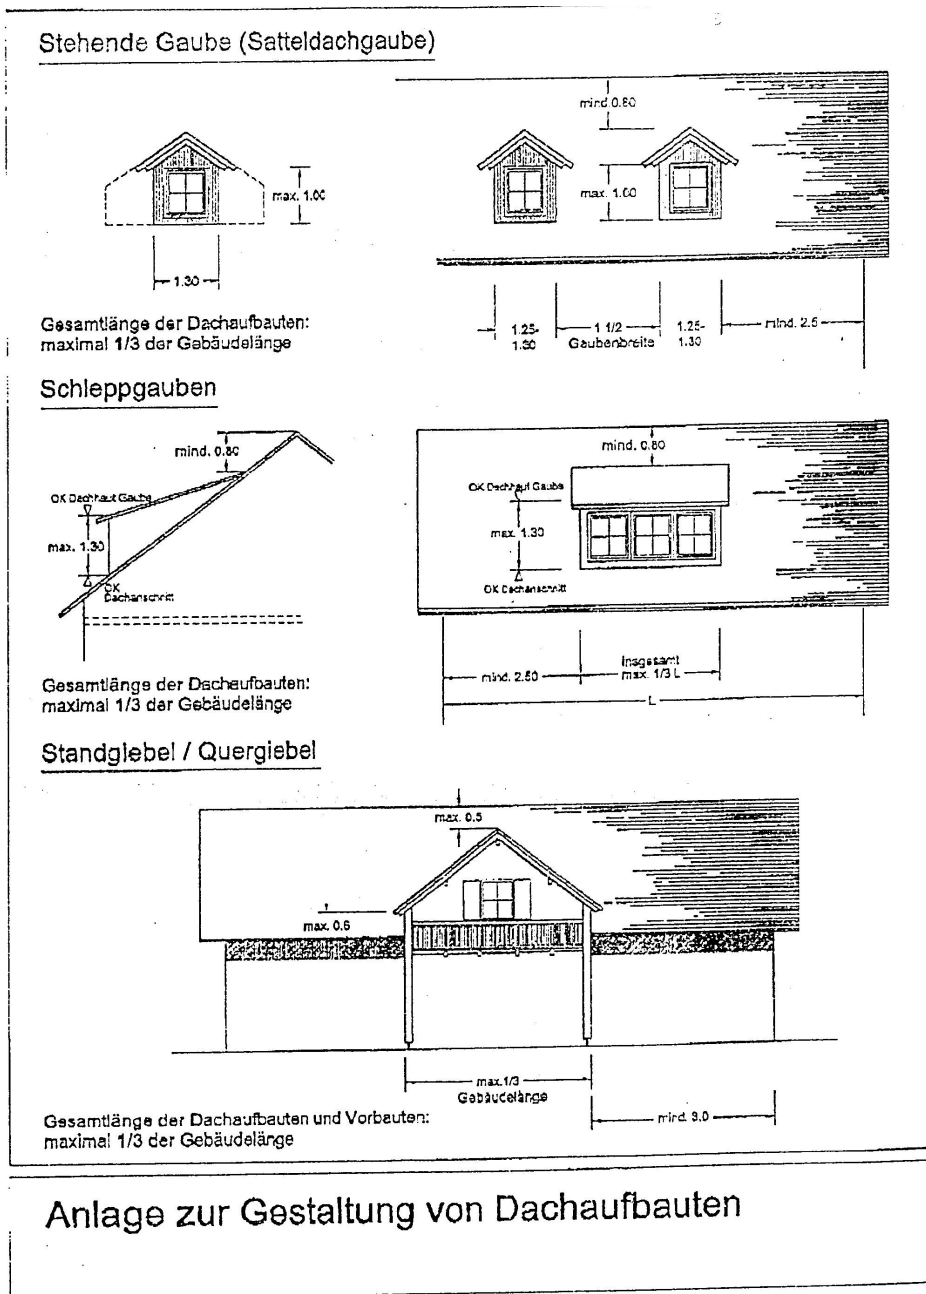 Stehende Gaube (Satteldachgaube)
mind. 0.80
max. 1.00
max. 1.00
1.30
1.25-
1.30
1 1/2
Gaubenbreite
1.25-
1.30
mind. 2.5
Gesamtlänge der Dachaufbauten:
maximal 1/3 der Gebäudelänge
Schleppgauben
mind. 0.80
OK Dachhaut Gaube
max. 1.30
OK
Dachanschnitt
mind. 0.80
OK Dachhaut Gaube
max. 1.30
OK Dachanschnitt
mind. 2.50
Insgesamt
max. 1/3 L
L
Gesamtlänge der Dachaufbauten:
maximal 1/3 der Gebäudelänge
Standgiebel / Quergiebel
max. 0.5
max. 0.6
max. 1/3
Gebäudelänge
mind. 3.0
Gesamtlänge der Dachaufbauten und Vorbauten:
maximal 1/3 der Gebäudelänge
Anlage zur Gestaltung von Dachaufbauten